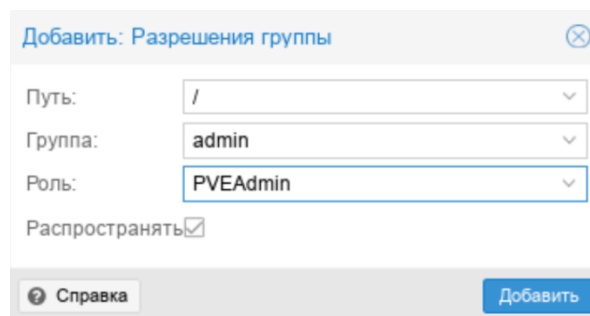 Добавить: Разрешения группы
Путь: /
Группа: admin
Роль: PVEAdmin
Распространять
Справка Добавить